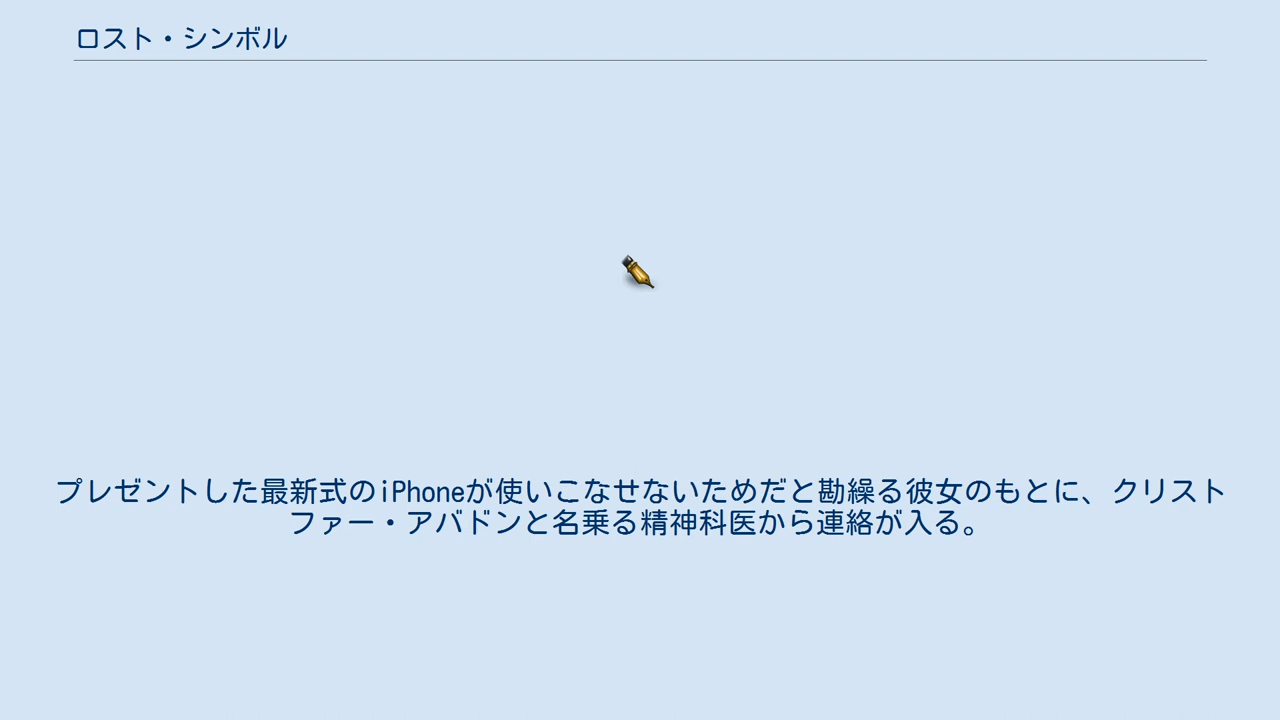 ロスト・シンボル
プレゼントした最新式のiPhoneが使いこなせないためだと勘繰る彼女のもとに、クリスト
ファー・アバドンと名乗る精神科医から連絡が入る。